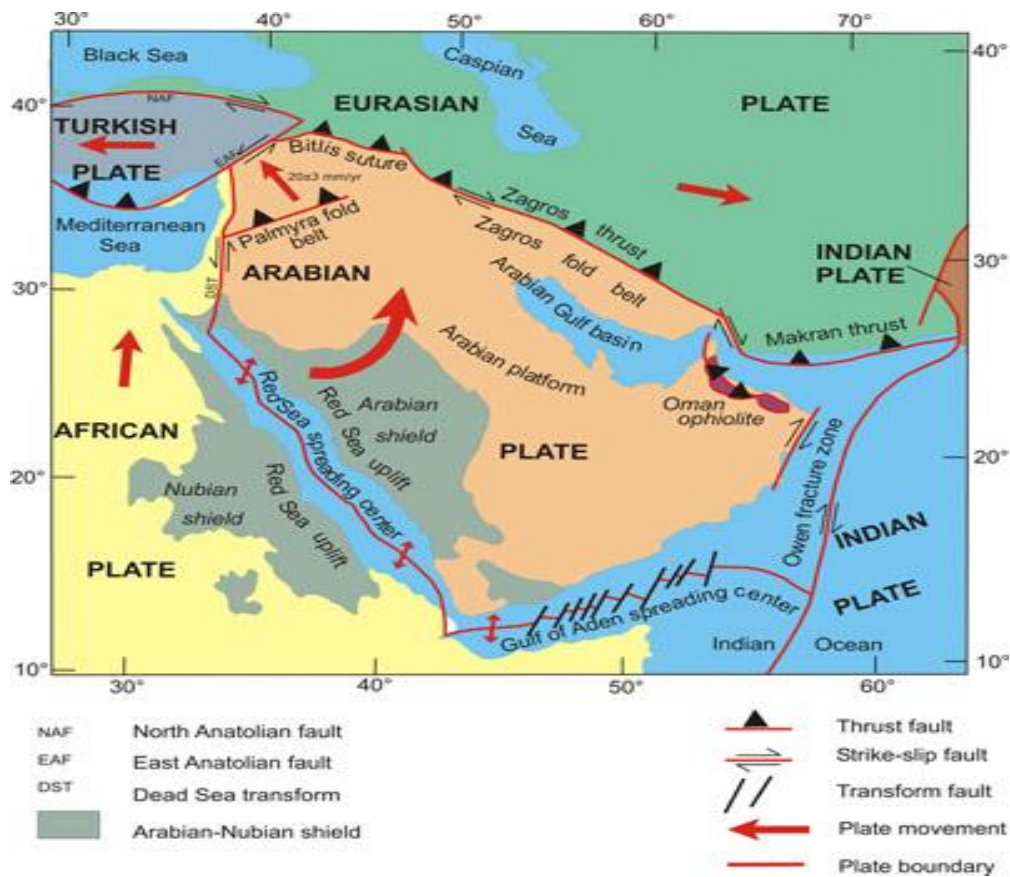 30°
40°
50°
60°
70°
Black Sea
Caspian
Sea
40°
40°
NAF
EURASIAN
PLATE
TURKISH
PLATE
EAF
Bitlis suture
20±3 mm/yr
Zagros
thrust
Mediterranean
Sea
Palmyra fold
belt
Zagros
fold
belt
INDIAN
PLATE
ARABIAN
30°
30°
DST
Arabian Gulf basin
Makran thrust
Arabian platform
Red Sea spreading center
Red Sea uplift
Arabian
shield
Oman
ophiolite
AFRICAN
PLATE
20°
20°
Nubian
shield
Red Sea uplift
Owen fracture zone
INDIAN
PLATE
PLATE
Gulf of Aden spreading center
Indian
Ocean
10°
10°
30°
40°
50°
60°
NAF North Anatolian fault
EAF East Anatolian fault
DST Dead Sea transform
Arabian-Nubian shield
Thrust fault
Strike-slip fault
Transform fault
Plate movement
Plate boundary